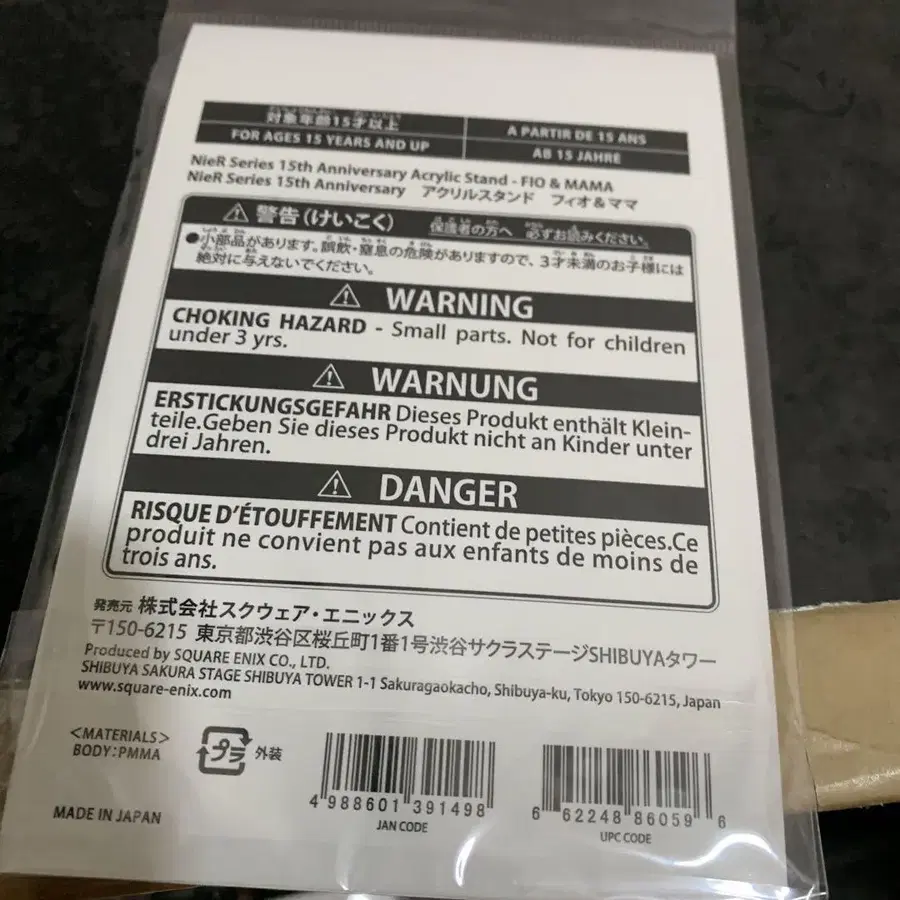 対象年齢15才以上
FOR AGES 15 YEARS AND UP
A PARTIR DE 15 ANS
AB 15 JAHRE
NieR Series 15th Anniversary Acrylic Stand - FIO & MAMA
NieR Series 15th Anniversary アクリルスタンド フィオ&ママ
⚠ 警告(けいこく) 保護者の方へ 必ずお読みください。
●小部品があります。誤飲・窒息の危険がありますので、3才未満のお子様には
絶対に与えないでください。
⚠ WARNING
CHOKING HAZARD - Small parts. Not for children
under 3 yrs.
⚠ WARNUNG
ERSTICKUNGSGEFAHR Dieses Produkt enthält Klein-
teile.Geben Sie dieses Produkt nicht an Kinder unter
drei Jahren.
⚠ DANGER
RISQUE D'ÉTOUFFEMENT Contient de petites pièces.Ce
produit ne convient pas aux enfants de moins de
trois ans.
発売元 株式会社スクウェア・エニックス
〒150-6215 東京都渋谷区桜丘町1番1号渋谷サクラステージSHIBUYAタワー
Produced by SQUARE ENIX CO., LTD.
SHIBUYA SAKURA STAGE SHIBUYA TOWER 1-1 Sakuragaokacho, Shibuya-ku, Tokyo 150-6215, Japan
www.square-enix.com
<MATERIALS>
BODY:PMMA
プラ 外装
MADE IN JAPAN
4 988601 391498
JAN CODE
6 62248 86059 6
UPC CODE